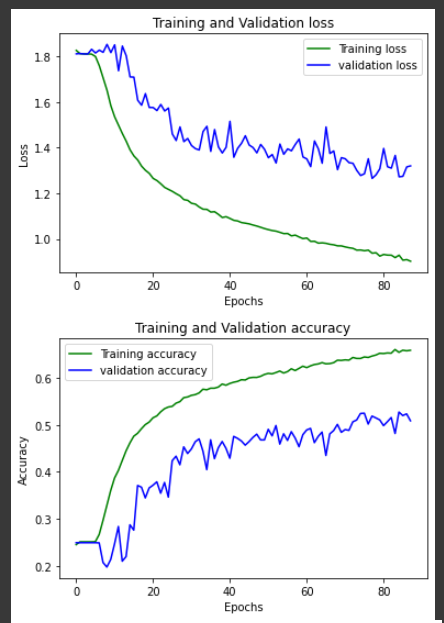 Training and Validation loss
1.8
1.6
1.4
1.2
1.0
Loss
Training loss
validation loss
0
20
40
60
80
Epochs
Training and Validation accuracy
0.6
0.5
0.4
0.3
0.2
Accuracy
Training accuracy
validation accuracy
0
20
40
60
80
Epochs